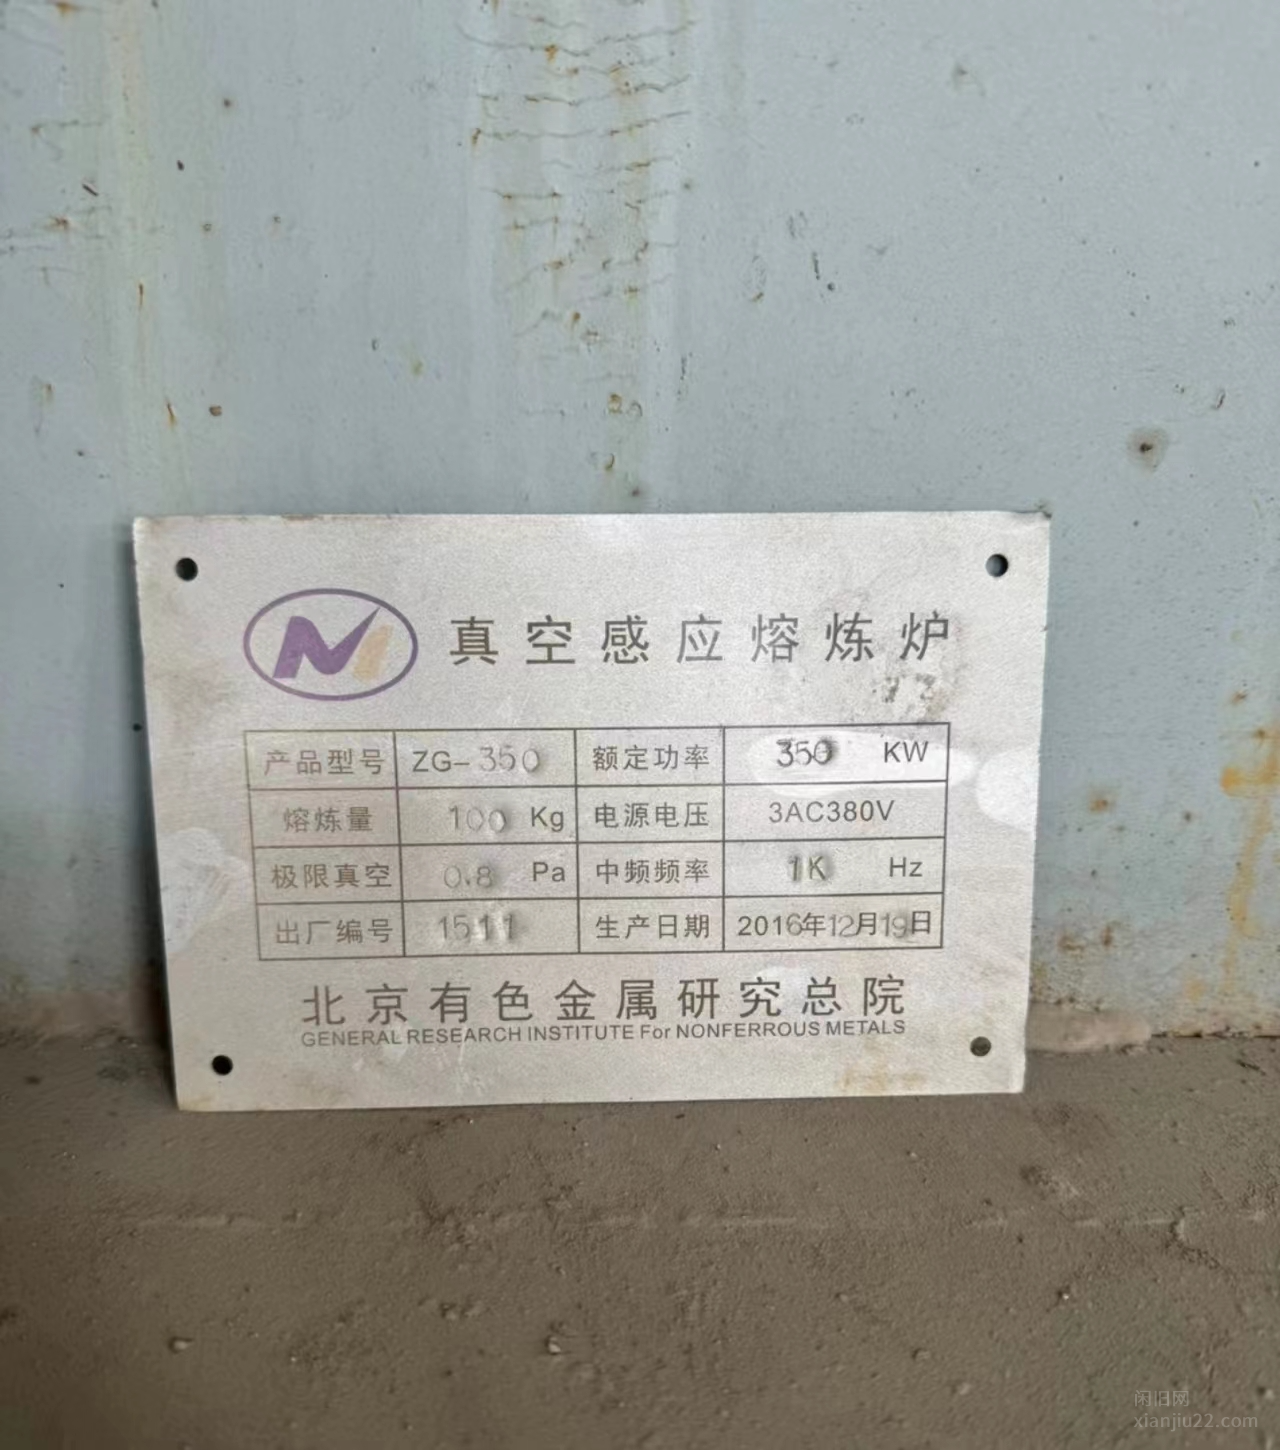 真空感应熔炼炉
产品型号 ZG-350 额定功率 350 KW
熔炼量 100 Kg 电源电压 3AC380V
极限真空 0.8 Pa 中频频率 1K Hz
出厂编号 1511 生产日期 2016年12月19日
北京有色金属研究总院
GENERAL RESEARCH INSTITUTE For NONFERROUS METALS
闲旧网
xianjiu22.com